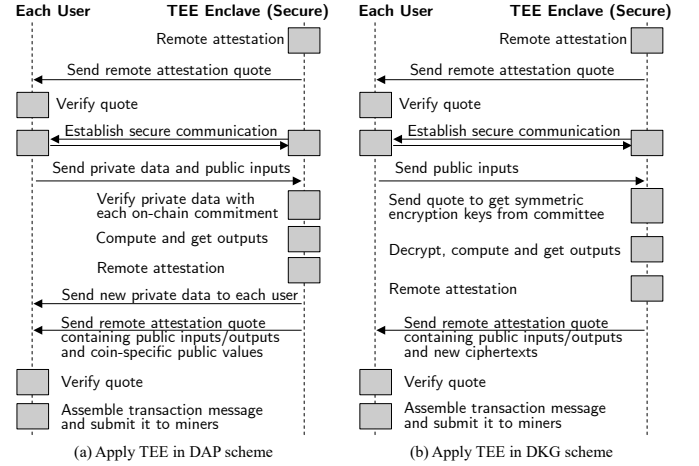 Each User
TEE Enclave (Secure)
Remote attestation
Send remote attestation quote
Verify quote
Establish secure communication
Send private data and public inputs
Verify private data with
each on-chain commitment
Compute and get outputs
Remote attestation
Send new private data to each user
Send remote attestation quote
containing public inputs/outputs
and coin-specific public values
Verify quote
Assemble transaction message
and submit it to miners
(a) Apply TEE in DAP scheme
Each User
TEE Enclave (Secure)
Remote attestation
Send remote attestation quote
Verify quote
Establish secure communication
Send public inputs
Send quote to get symmetric
encryption keys from committee
Decrypt, compute and get outputs
Remote attestation
Send remote attestation quote
containing public inputs/outputs
and new ciphertexts
Verify quote
Assemble transaction message
and submit it to miners
(b) Apply TEE in DKG scheme